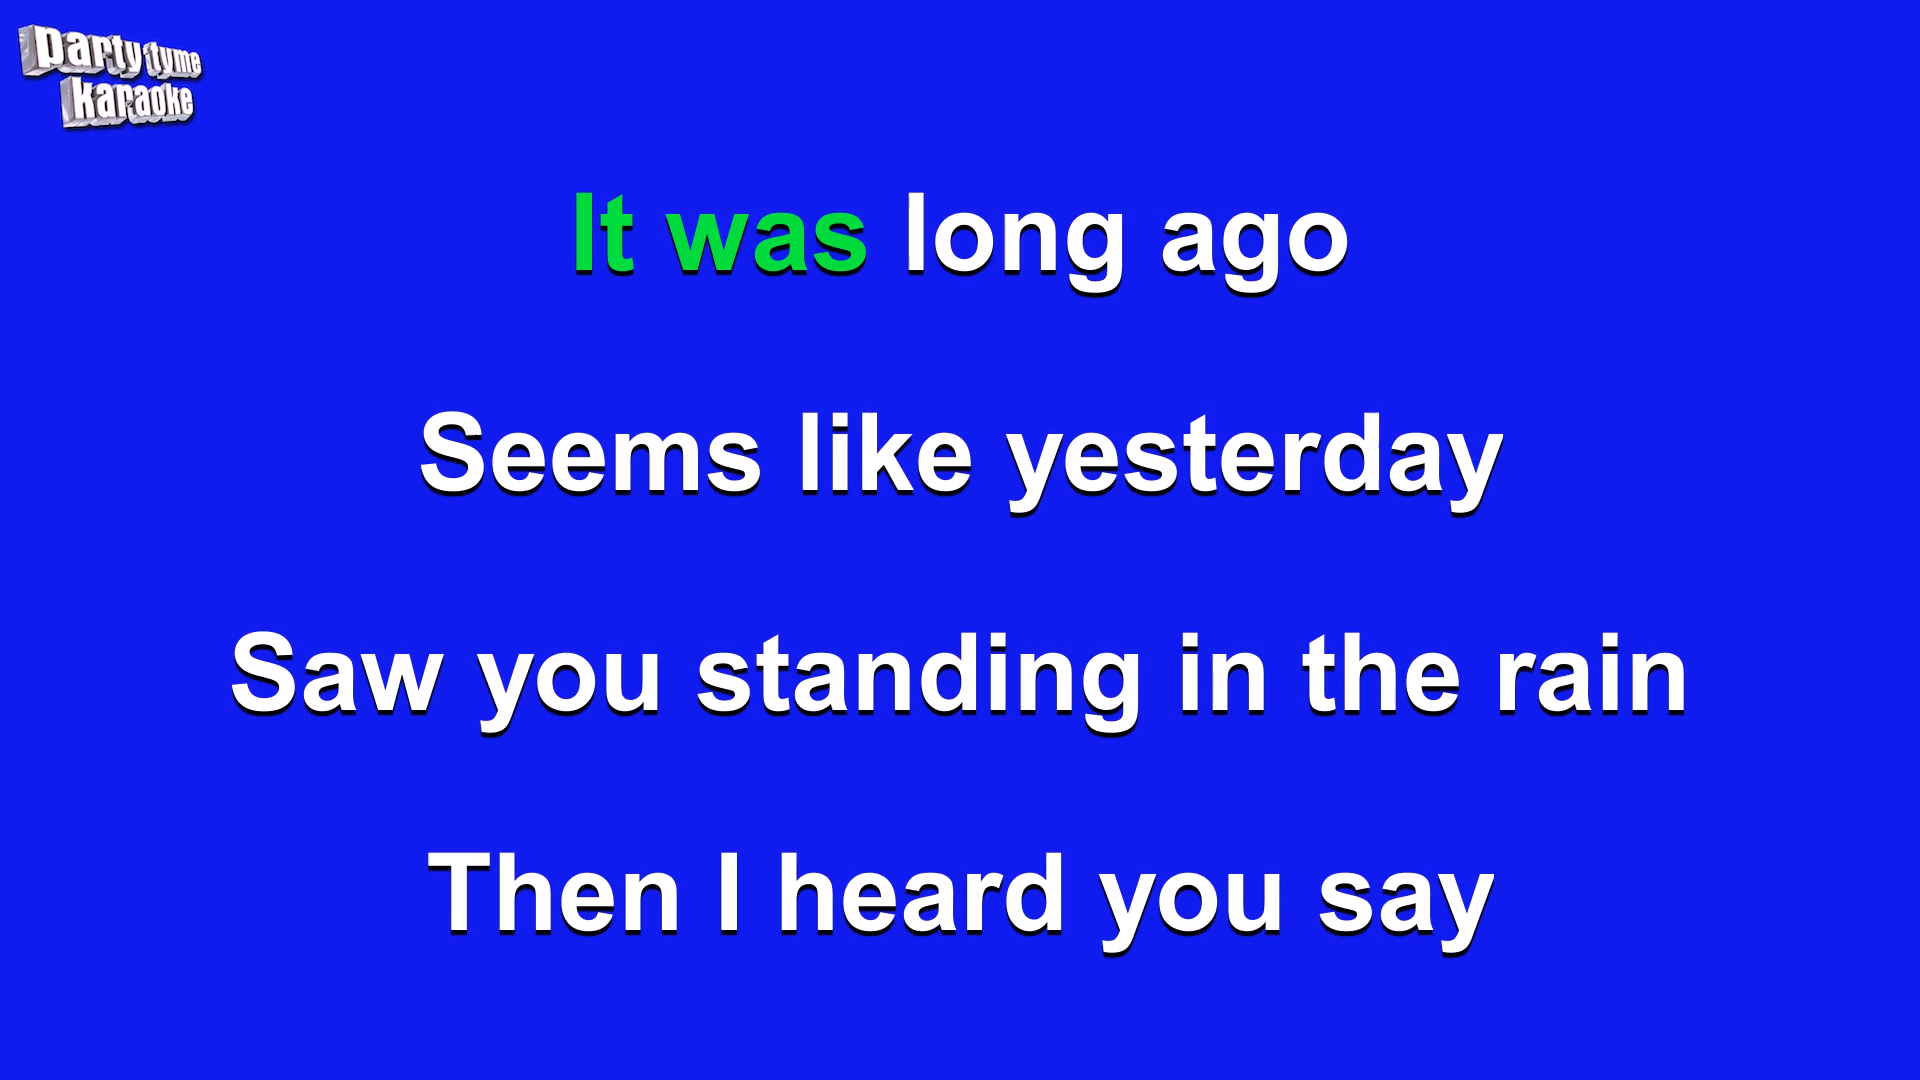 party tyme
karaoke
It was long ago
Seems like yesterday
Saw you standing in the rain
Then I heard you say